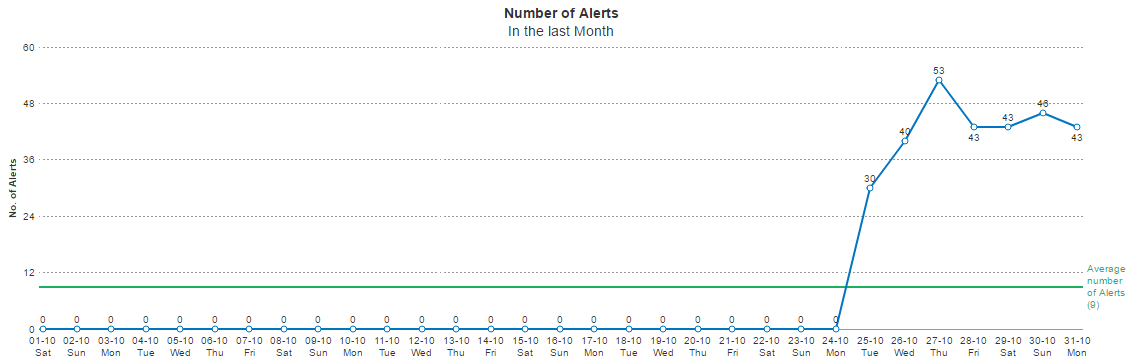 Number of Alerts
In the last Month
No. of Alerts
60
48
36
24
12
0
0 0 0 0 0 0 0 0 0 0 0 0 0 0 0 0 0 0 0 0 0 0 0 0 30 40 53 43 43 46 43
Average
number
of Alerts
(9)
01-10 02-10 03-10 04-10 05-10 06-10 07-10 08-10 09-10 10-10 11-10 12-10 13-10 14-10 15-10 16-10 17-10 18-10 19-10 20-10 21-10 22-10 23-10 24-10 25-10 26-10 27-10 28-10 29-10 30-10 31-10
Sat Sun Mon Tue Wed Thu Fri Sat Sun Mon Tue Wed Thu Fri Sat Sun Mon Tue Wed Thu Fri Sat Sun Mon Tue Wed Thu Fri Sat Sun Mon